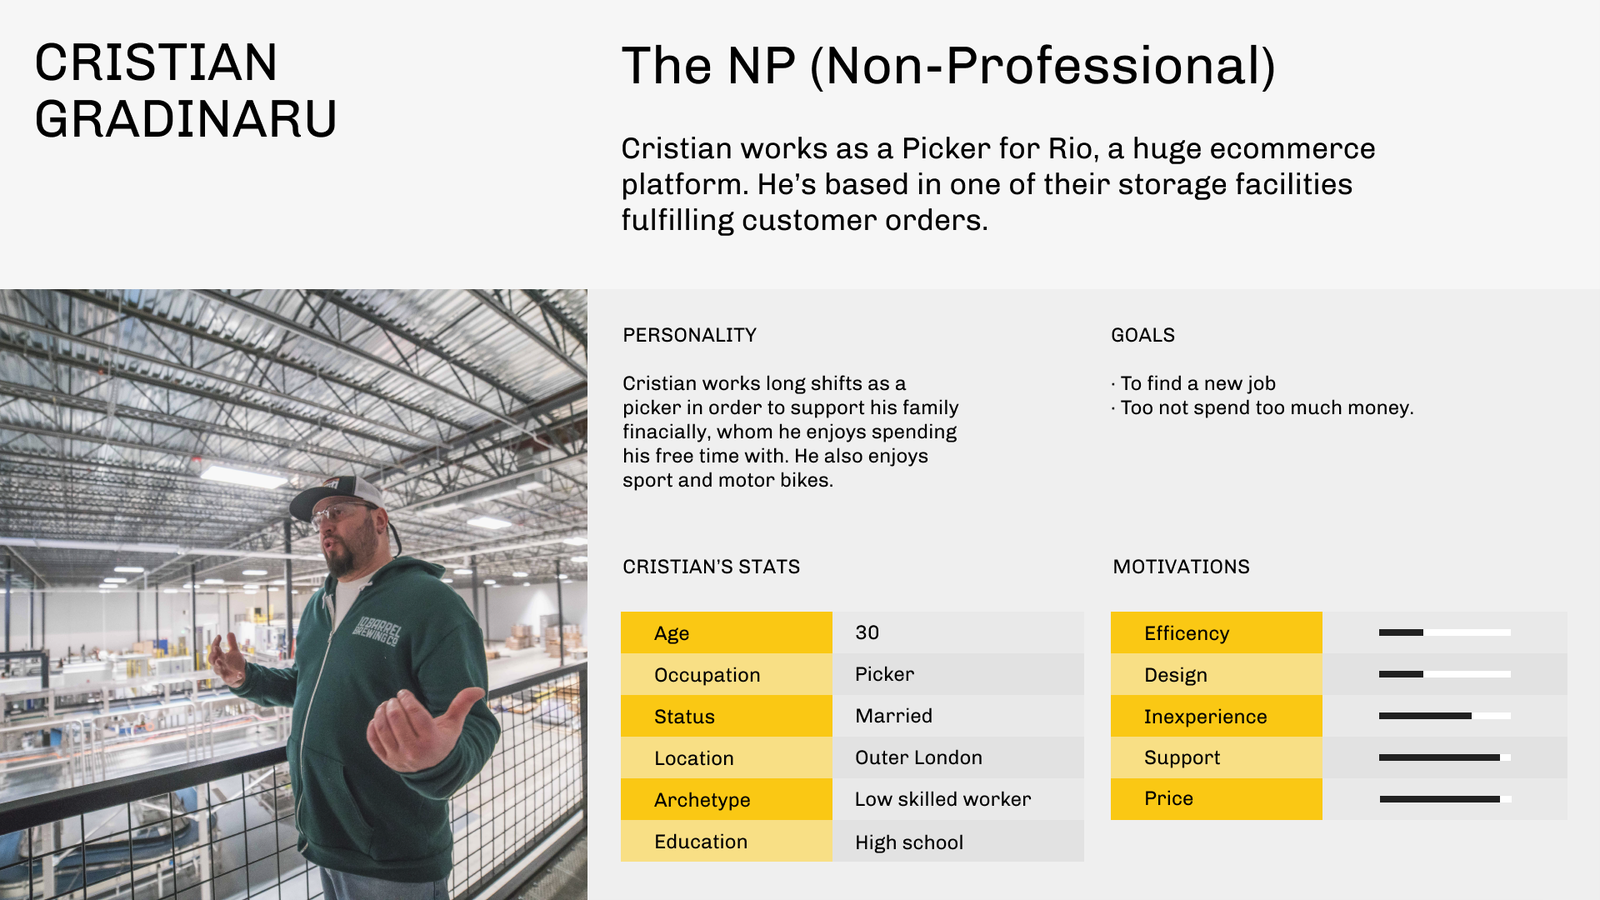 CRISTIAN
GRADINARU
The NP (Non-Professional)
Cristian works as a Picker for Rio, a huge ecommerce
platform. He’s based in one of their storage facilities
fulfilling customer orders.
PERSONALITY
Cristian works long shifts as a
picker in order to support his family
finacially, whom he enjoys spending
his free time with. He also enjoys
sport and motor bikes.
GOALS
· To find a new job
· Too not spend too much money.
CRISTIAN’S STATS
Age 30
Occupation Picker
Status Married
Location Outer London
Archetype Low skilled worker
Education High school
MOTIVATIONS
Efficency
Design
Inexperience
Support
Price
10 BARREL
BREWING CO